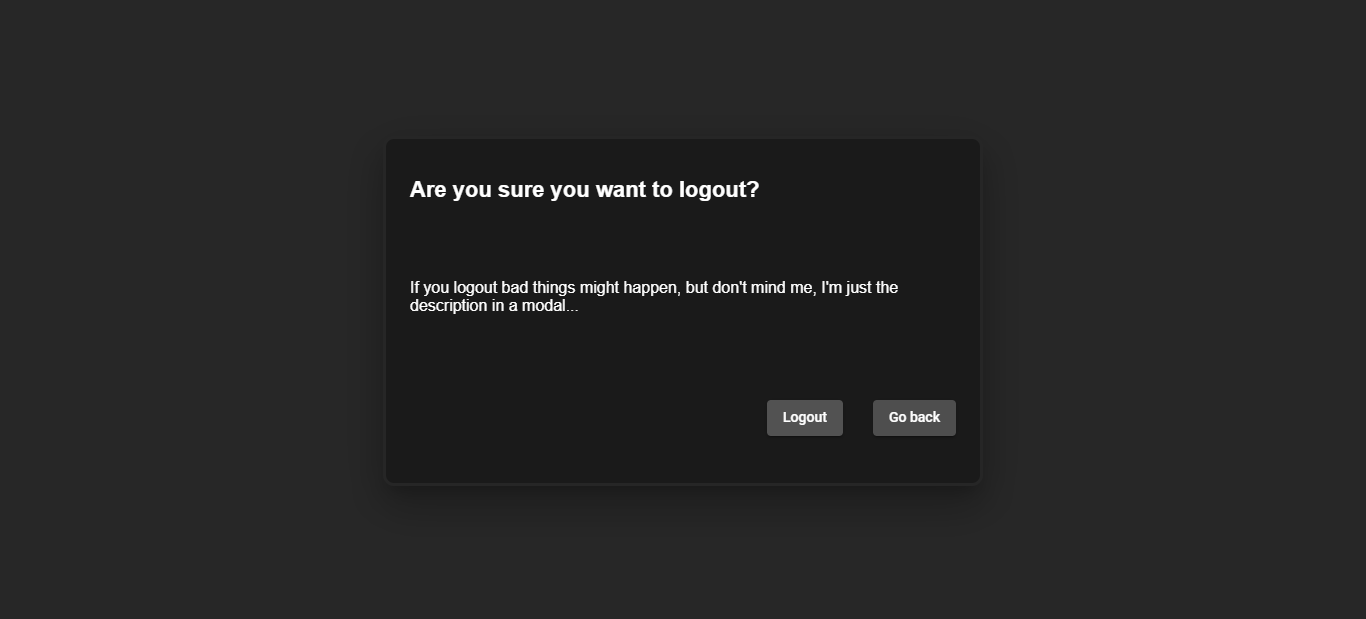 Are you sure you want to logout?
If you logout bad things might happen, but don't mind me, I'm just the
description in a modal...
Logout
Go back